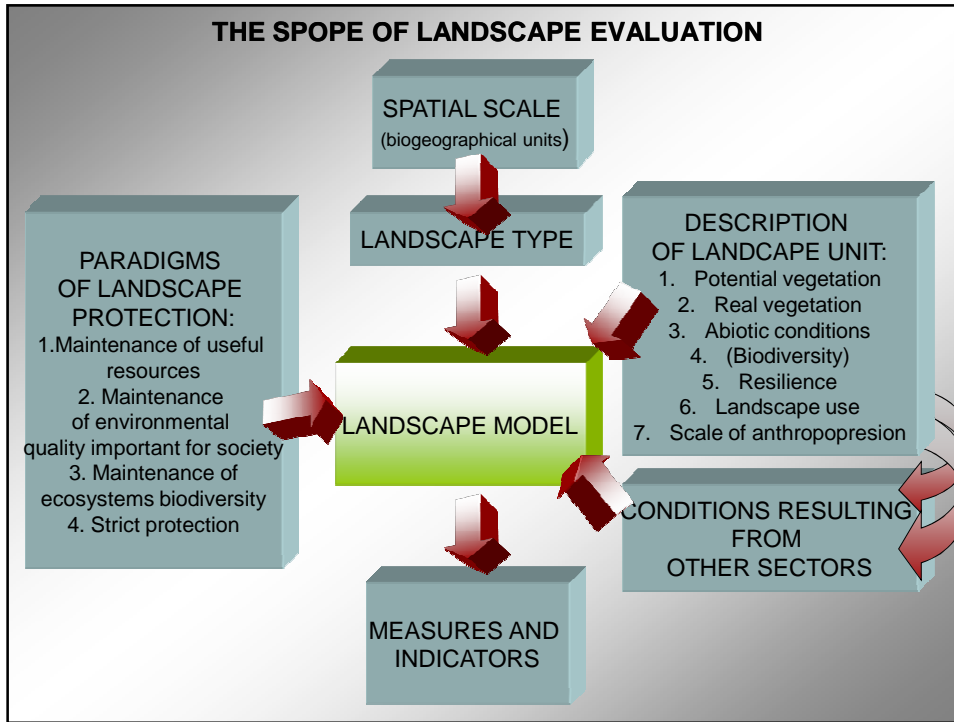 THE SPOPE OF LANDSCAPE EVALUATION
SPATIAL SCALE
(biogeographical units)
LANDSCAPE TYPE
PARADIGMS
OF LANDSCAPE
PROTECTION:
1.Maintenance of useful
resources
2. Maintenance
of environmental
quality important for society
3. Maintenance of
ecosystems biodiversity
4. Strict protection
LANDSCAPE MODEL
DESCRIPTION
OF LANDCAPE UNIT:
1. Potential vegetation
2. Real vegetation
3. Abiotic conditions
4. (Biodiversity)
5. Resilience
6. Landscape use
7. Scale of anthropopresion
CONDITIONS RESULTING
FROM
OTHER SECTORS
MEASURES AND
INDICATORS